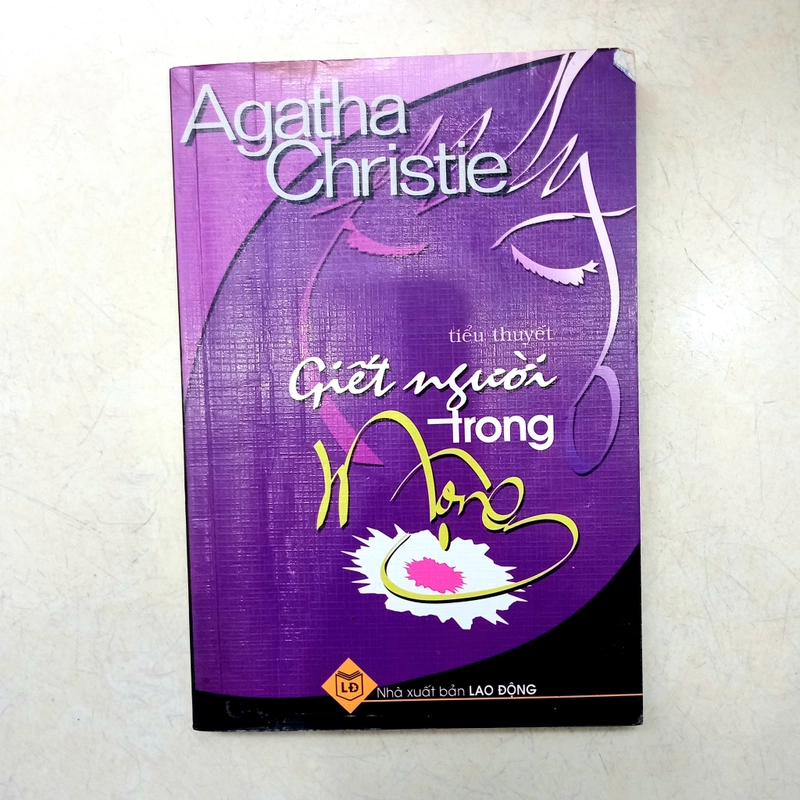 Agatha
Christie
tiểu thuyết
Giết người
trong
Mộng
LĐ
Nhà xuất bản LAO ĐỘNG